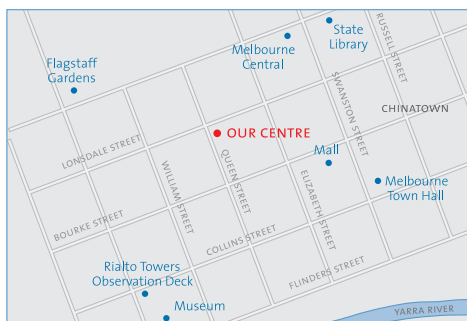 State
Library
RUSSELL STREET
Melbourne
Central
Flagstaff
Gardens
SWANSTON STREET
CHINATOWN
OUR CENTRE
LONSDALE STREET
Mall
WILLIAM STREET
QUEEN STREET
ELIZABETH STREET
Melbourne
Town Hall
BOURKE STREET
COLLINS STREET
FLINDERS STREET
Rialto Towers
Observation Deck
Museum
YARRA RIVER